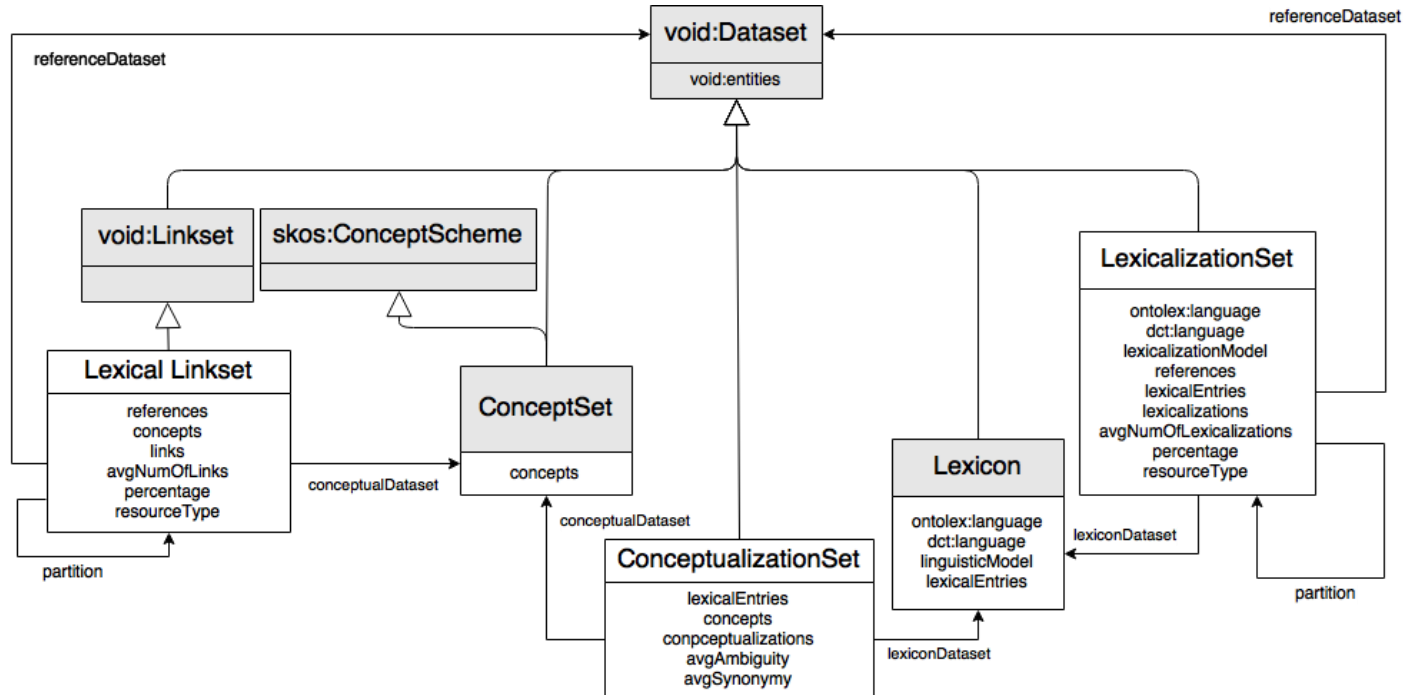 referenceDataset
void:Dataset
referenceDataset
void:entities
void:Linkset
skos:ConceptScheme
LexicalizationSet
ontolex:language
dct:language
lexicalizationModel
references
lexicalEntries
lexicalizations
avgNumOfLexicalizations
percentage
resourceType
Lexical Linkset
references
concepts
links
avgNumOfLinks
percentage
resourceType
ConceptSet
concepts
conceptualDataset
Lexicon
ontolex:language
dct:language
linguisticModel
lexicalEntries
conceptualDataset
lexiconDataset
partition
partition
ConceptualizationSet
lexicalEntries
concepts
conpceptualizations
avgAmbiguity
avgSynonymy
lexiconDataset